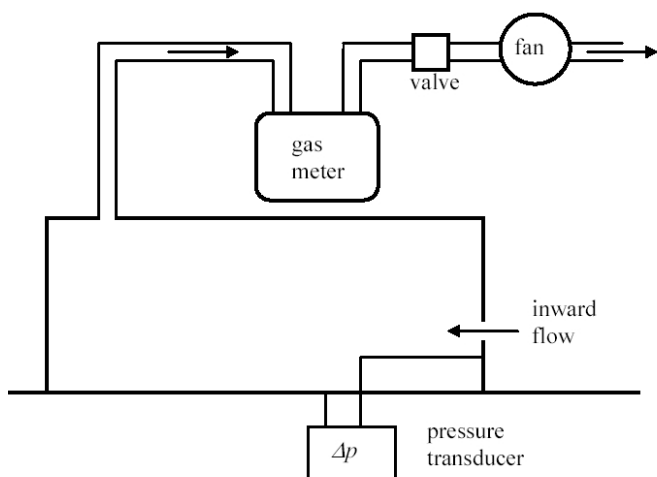 fan
valve
gas
meter
inward
flow
Δp
pressure
transducer